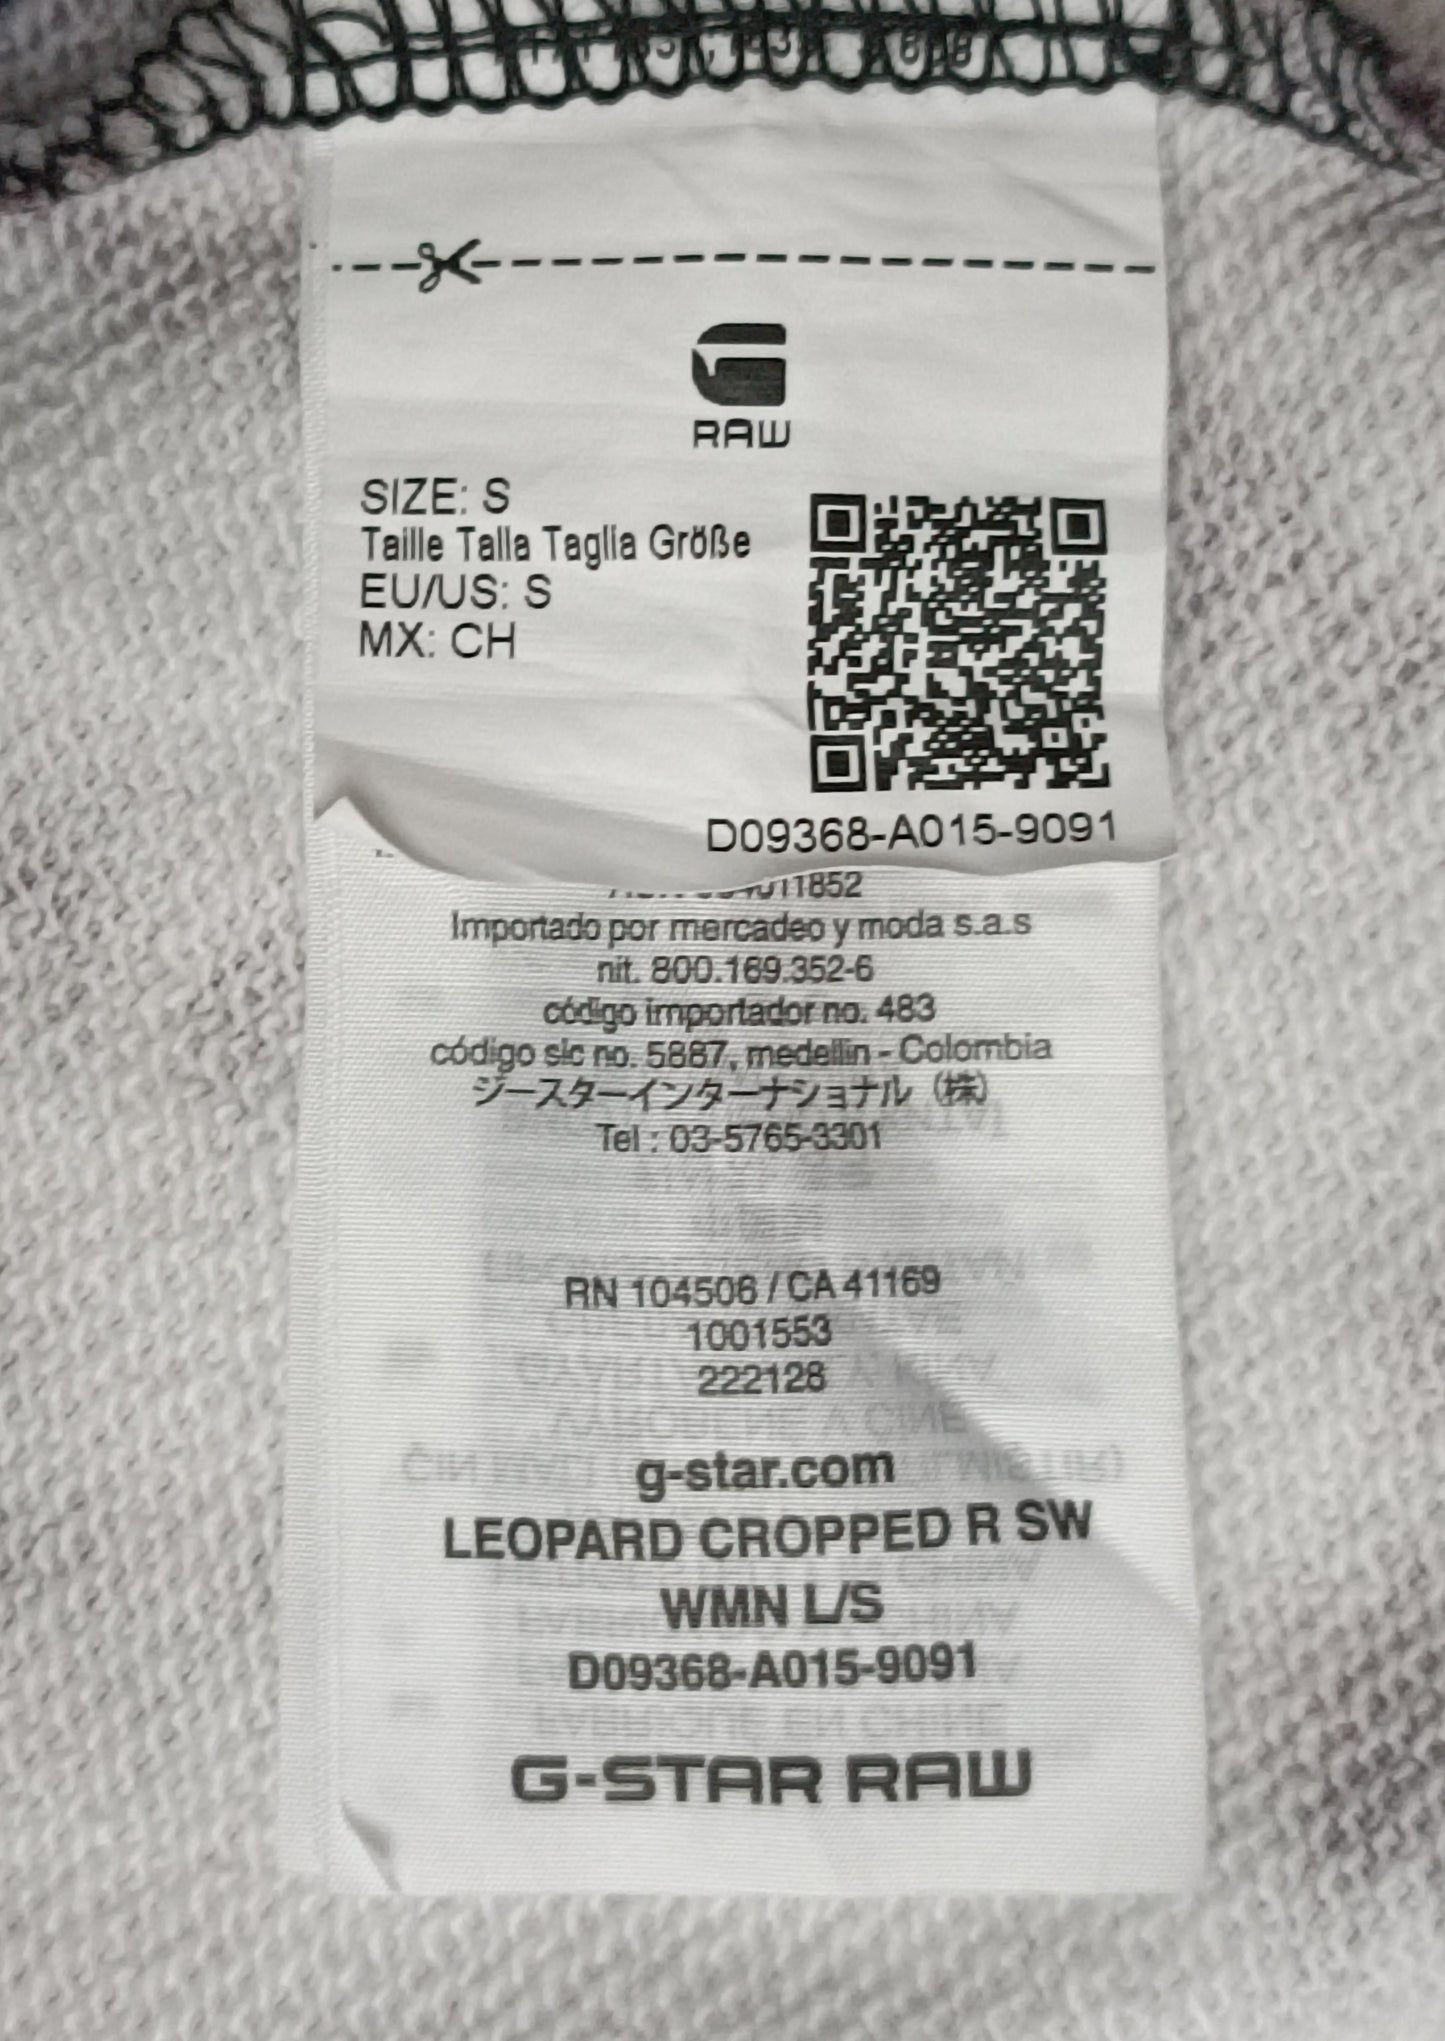 RAW
SIZE: S
Taille Talla Taglia Größe
EU/US: S
MX: CH
D09368-A015-9091
Importado por mercadeo y moda s.a.s
nit. 800.169.352-6
código importador no. 483
código sic no. 5887, medellin - Colombia
ジースターインターナショナル (株)
Tel : 03-5765-3301
RN 104506 / CA 41169
1001553
222128
g-star.com
LEOPARD CROPPED R SW
WMN L/S
D09368-A015-9091
G-STAR RAW